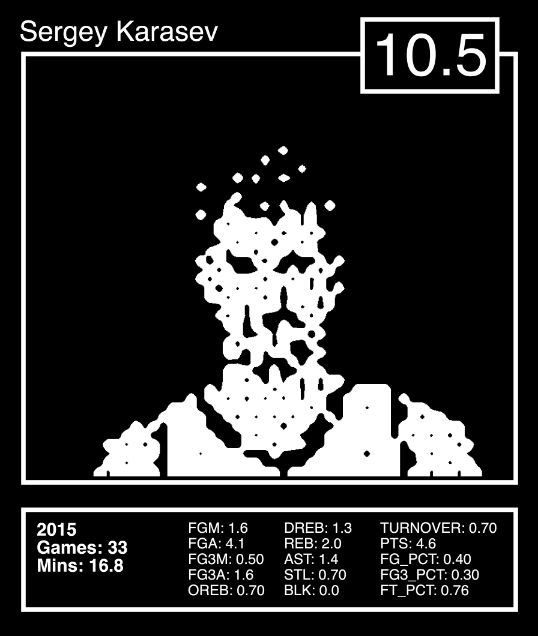 Sergey Karasev
10.5
2015
Games: 33
Mins: 16.8
FGM: 1.6
FGA: 4.1
FG3M: 0.50
FG3A: 1.6
OREB: 0.70
DREB: 1.3
REB: 2.0
AST: 1.4
STL: 0.70
BLK: 0.0
TURNOVER: 0.70
PTS: 4.6
FG_PCT: 0.40
FG3_PCT: 0.30
FT_PCT: 0.76